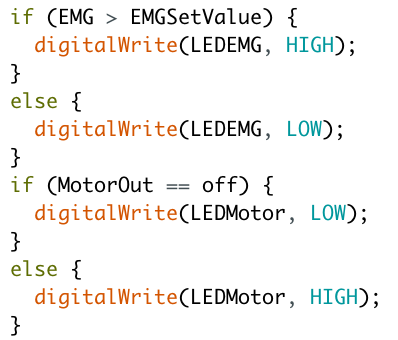 if (EMG > EMGSetValue) {
  digitalWrite(LEDEMG, HIGH);
}
else {
  digitalWrite(LEDEMG, LOW);
}
if (MotorOut == off) {
  digitalWrite(LEDMotor, LOW);
}
else {
  digitalWrite(LEDMotor, HIGH);
}